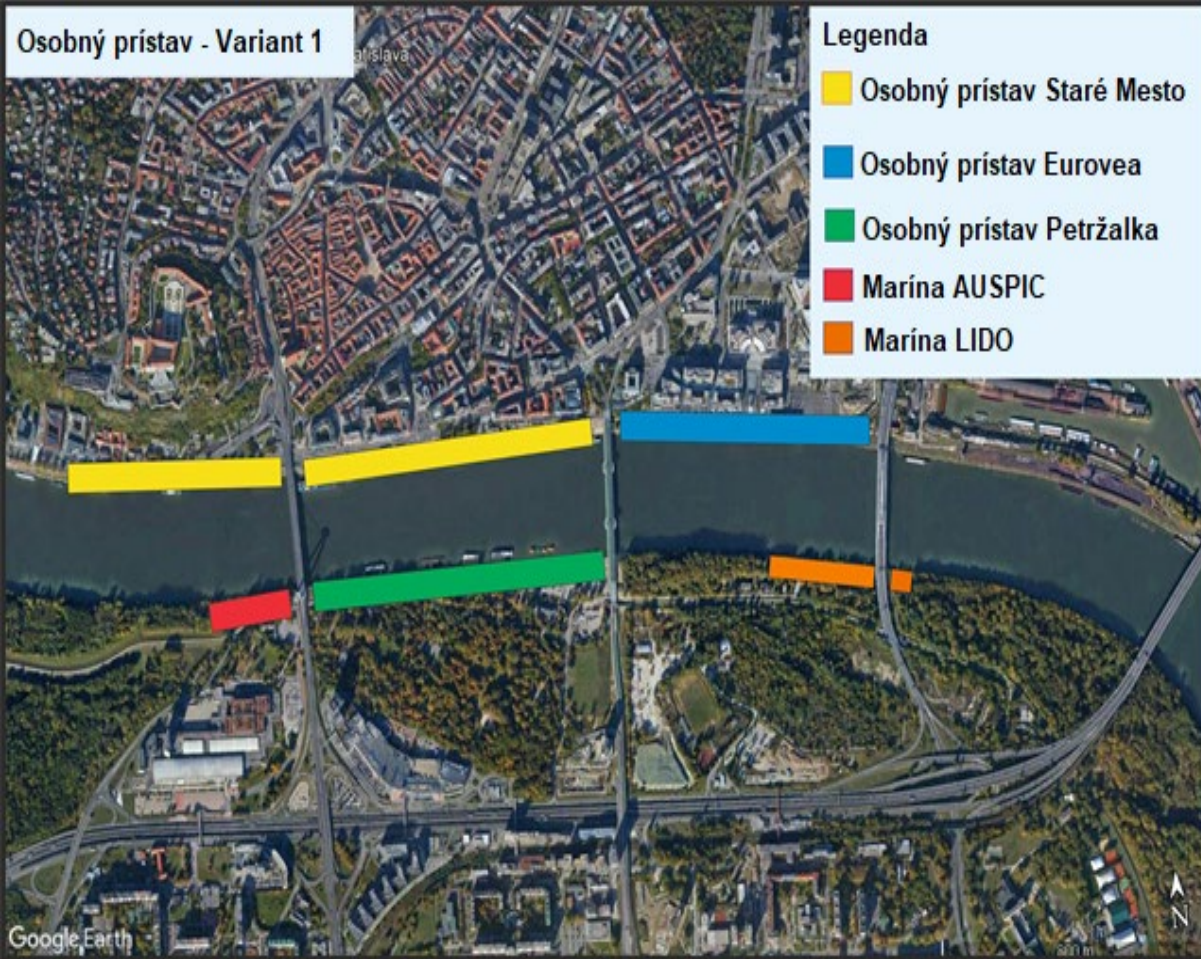 Osobný prístav - Variant 1
Legenda
Osobný prístav Staré Mesto
Osobný prístav Eurovea
Osobný prístav Petržalka
Marína AUSPIC
Marína LIDO
Google Earth
N